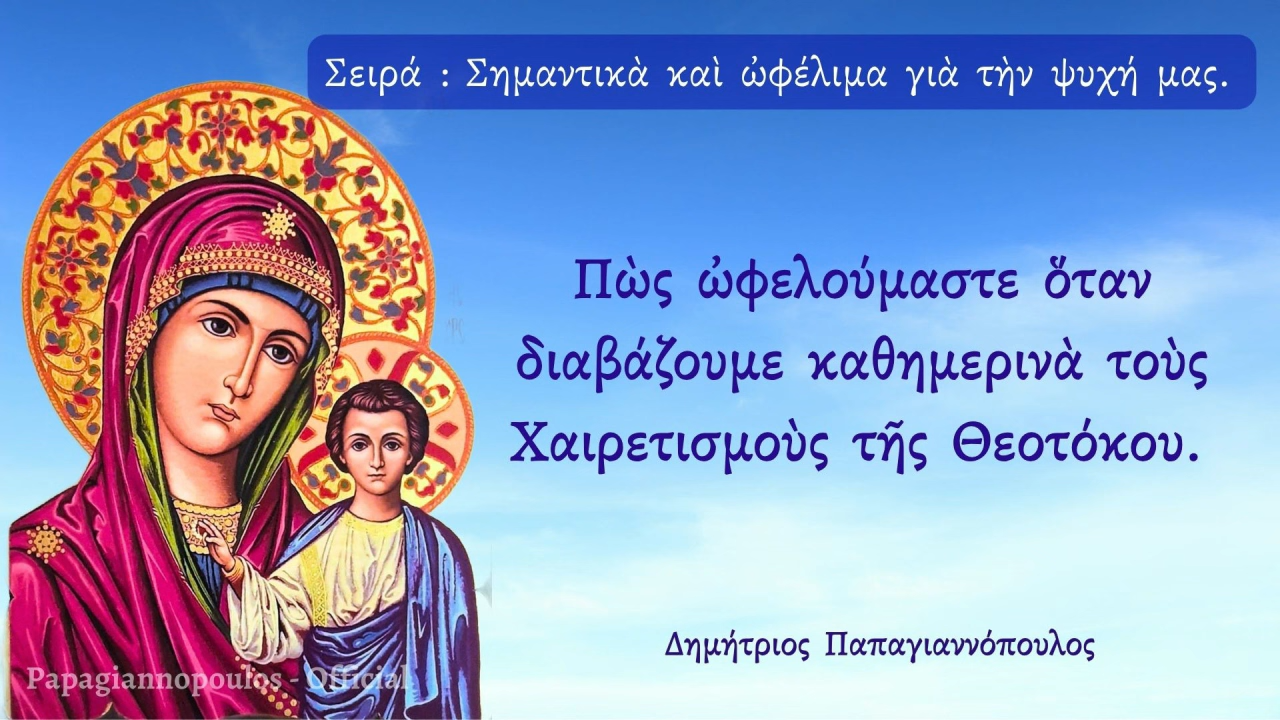 Σειρά : Σημαντικὰ καὶ ὠφέλιμα γιὰ τὴν ψυχή μας.
Πὼς ὠφελούμαστε ὅταν
διαβάζουμε καθημερινὰ τοὺς
Χαιρετισμοὺς τῆς Θεοτόκου.
Δημήτριος Παπαγιαννόπουλος
Papagiannopoulos - Official